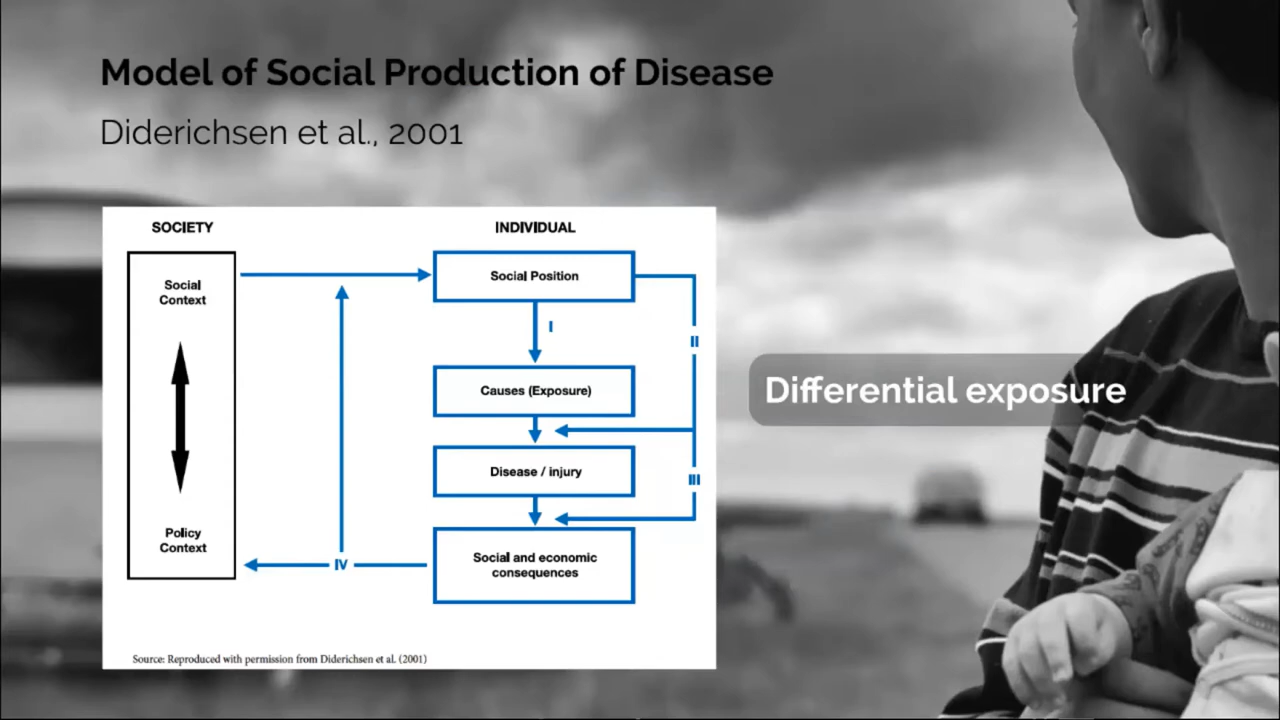 Model of Social Production of Disease
Diderichsen et al., 2001
SOCIETY
INDIVIDUAL
Social
Context
Policy
Context
Social Position
I
II
Causes (Exposure)
Differential exposure
Disease / injury
III
Social and economic
consequences
IV
Source: Reproduced with permission from Diderichsen et al. (2001)